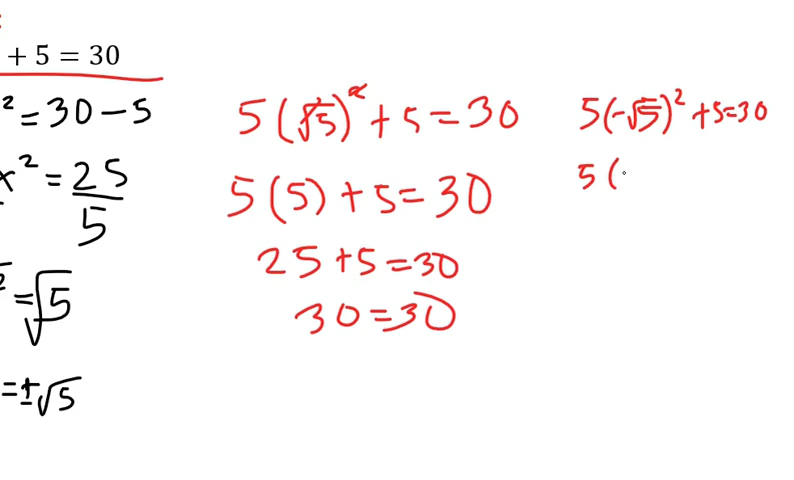 + 5 = 30
² = 30 - 5
x² = 25/5
² = √5
= ±√5
5(√5)² + 5 = 30
5(5) + 5 = 30
25 + 5 = 30
30 = 30
5(-√5)² + 5 = 30
5(